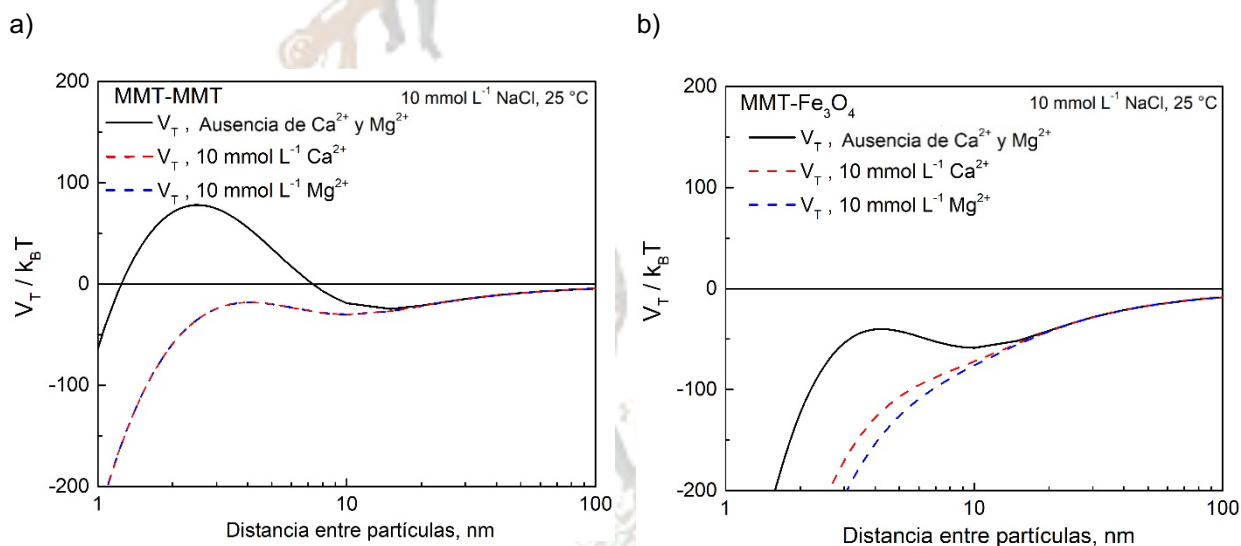 a)
200
100
0
-100
-200
V_T / k_BT
MMT-MMT
10 mmol L⁻¹ NaCl, 25 °C
V_T , Ausencia de Ca²⁺ y Mg²⁺
V_T , 10 mmol L⁻¹ Ca²⁺
V_T , 10 mmol L⁻¹ Mg²⁺
1 10 100
Distancia entre partículas, nm
b)
200
100
0
-100
-200
V_T / k_BT
MMT-Fe₃O₄
10 mmol L⁻¹ NaCl, 25 °C
V_T , Ausencia de Ca²⁺ y Mg²⁺
V_T , 10 mmol L⁻¹ Ca²⁺
V_T , 10 mmol L⁻¹ Mg²⁺
1 10 100
Distancia entre partículas, nm